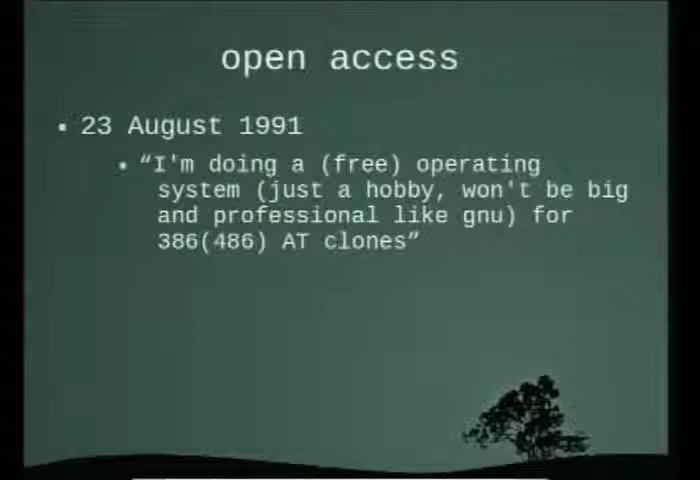 open access
▪ 23 August 1991
▪ “I'm doing a (free) operating
system (just a hobby, won't be big
and professional like gnu) for
386(486) AT clones”